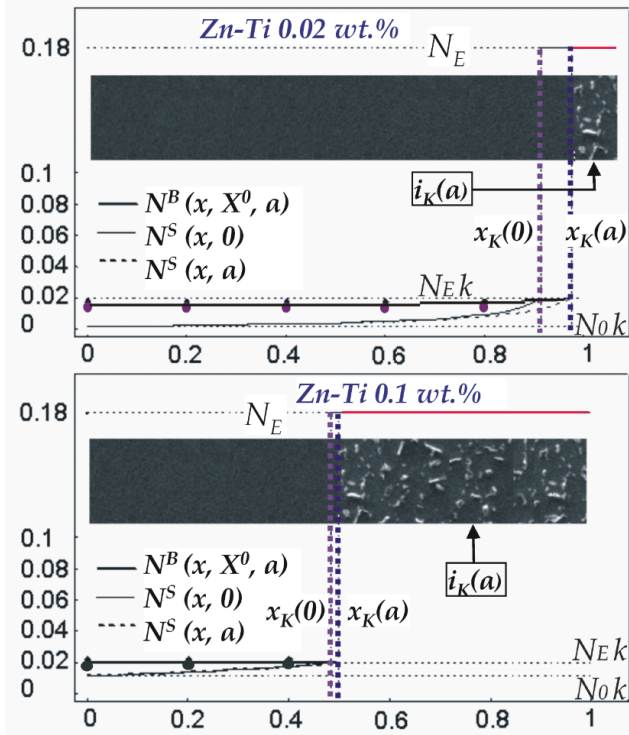 Zn-Ti 0.02 wt.%
0.18
N_E
0.1
i_K(a)
0.08
N^B (x, X^0, a)
0.06
N^S (x, 0)
x_K(0)
x_K(a)
0.04
N^S (x, a)
0.02
N_E k
0
N_0 k
0 0.2 0.4 0.6 0.8 1
Zn-Ti 0.1 wt.%
0.18
N_E
0.1
0.08
N^B (x, X^0, a)
i_K(a)
0.06
N^S (x, 0)
x_K(0)
x_K(a)
0.04
N^S (x, a)
0.02
N_E k
0
N_0 k
0 0.2 0.4 0.6 0.8 1